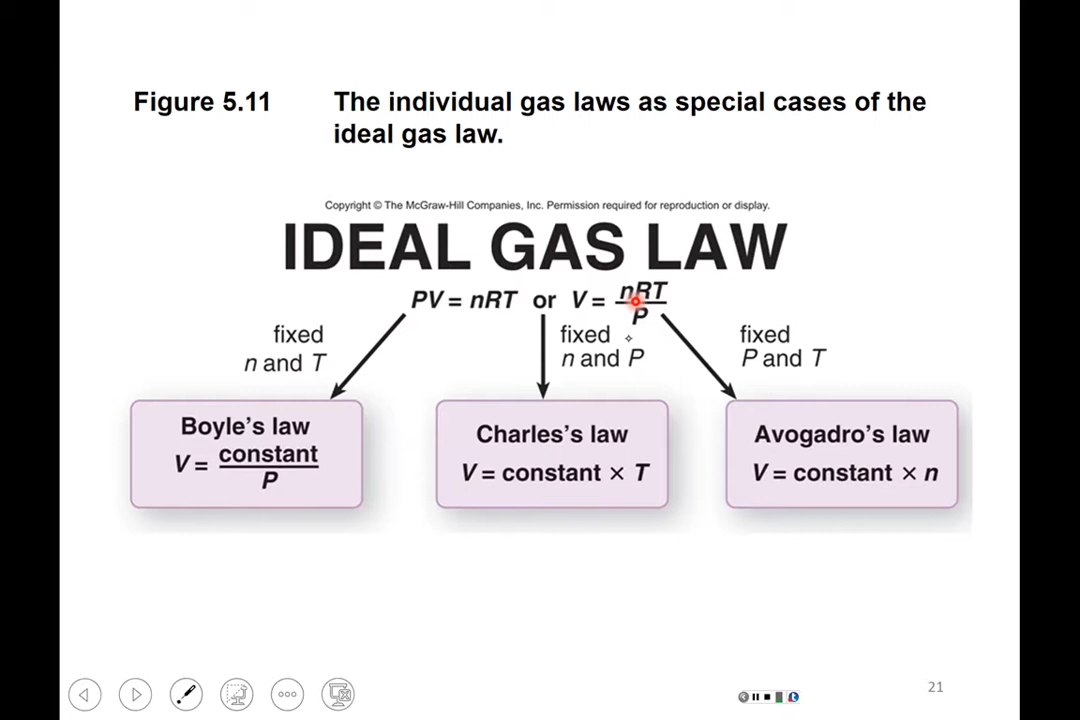 Figure 5.11 The individual gas laws as special cases of the
ideal gas law.
Copyright © The McGraw-Hill Companies, Inc. Permission required for reproduction or display.
IDEAL GAS LAW
PV = nRT or V = nRT/P
fixed
n and T
fixed
n and P
fixed
P and T
Boyle's law
V = constant/P
Charles's law
V = constant × T
Avogadro's law
V = constant × n
21